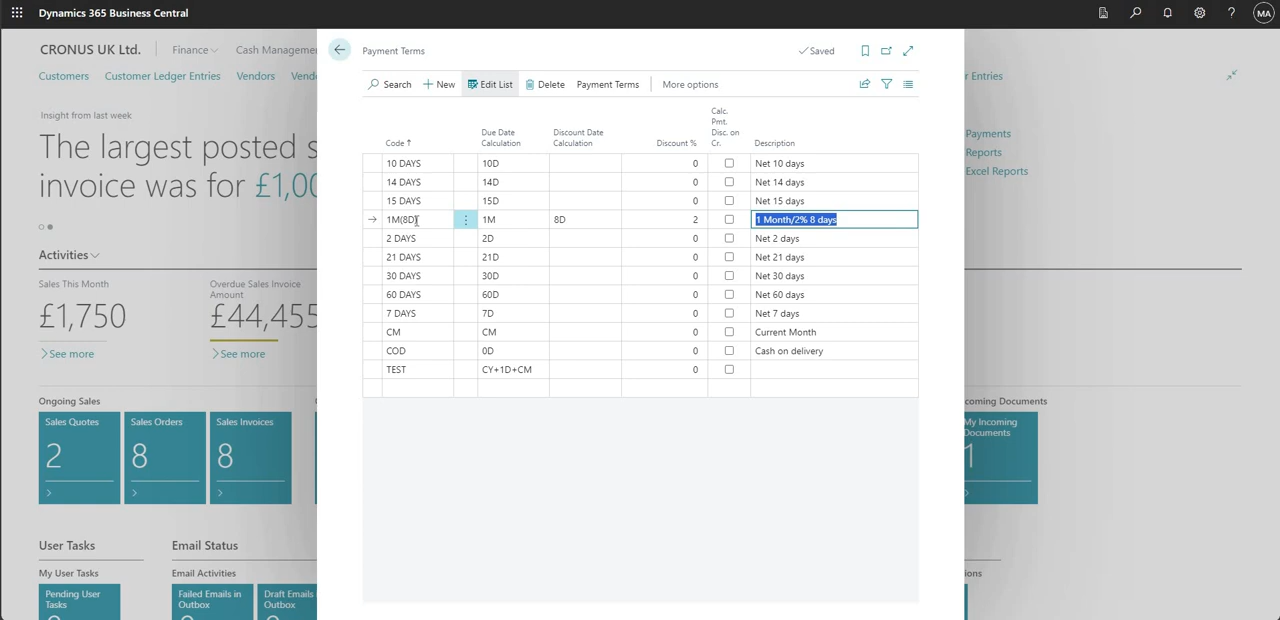 Dynamics 365 Business Central
MA
CRONUS UK Ltd.
Finance
Cash Management
Customers
Customer Ledger Entries
Vendors
Insight from last week
The largest posted s
invoice was for £1,00
Activities
Sales This Month
£1,750
See more
Overdue Sales Invoice
Amount
£44,455
See more
Ongoing Sales
Sales Quotes
2
Sales Orders
8
Sales Invoices
8
User Tasks
My User Tasks
Pending User
Tasks
Email Status
Email Activities
Failed Emails in
Outbox
Draft Emails
Outbox
Payment Terms
Saved
Search
New
Edit List
Delete
Payment Terms
More options
Code ↑
Due Date
Calculation
Discount Date
Calculation
Discount %
Calc.
Pmt.
Disc. on
Cr.
Description
10 DAYS 10D 0 Net 10 days
14 DAYS 14D 0 Net 14 days
15 DAYS 15D 0 Net 15 days
1M(8D) 1M 8D 2 1 Month/2% 8 days
2 DAYS 2D 0 Net 2 days
21 DAYS 21D 0 Net 21 days
30 DAYS 30D 0 Net 30 days
60 DAYS 60D 0 Net 60 days
7 DAYS 7D 0 Net 7 days
CM CM 0 Current Month
COD 0D 0 Cash on delivery
TEST CY+1D+CM 0
r Entries
Payments
Reports
Excel Reports
coming Documents
My Incoming
Documents
1